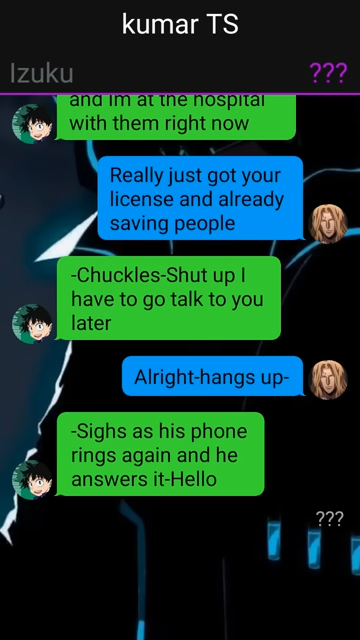 kumar TS
Izuku
???
and Im at the hospital
with them right now
Really just got your
license and already
saving people
-Chuckles-Shut up I
have to go talk to you
later
Alright-hangs up-
-Sighs as his phone
rings again and he
answers it-Hello
???